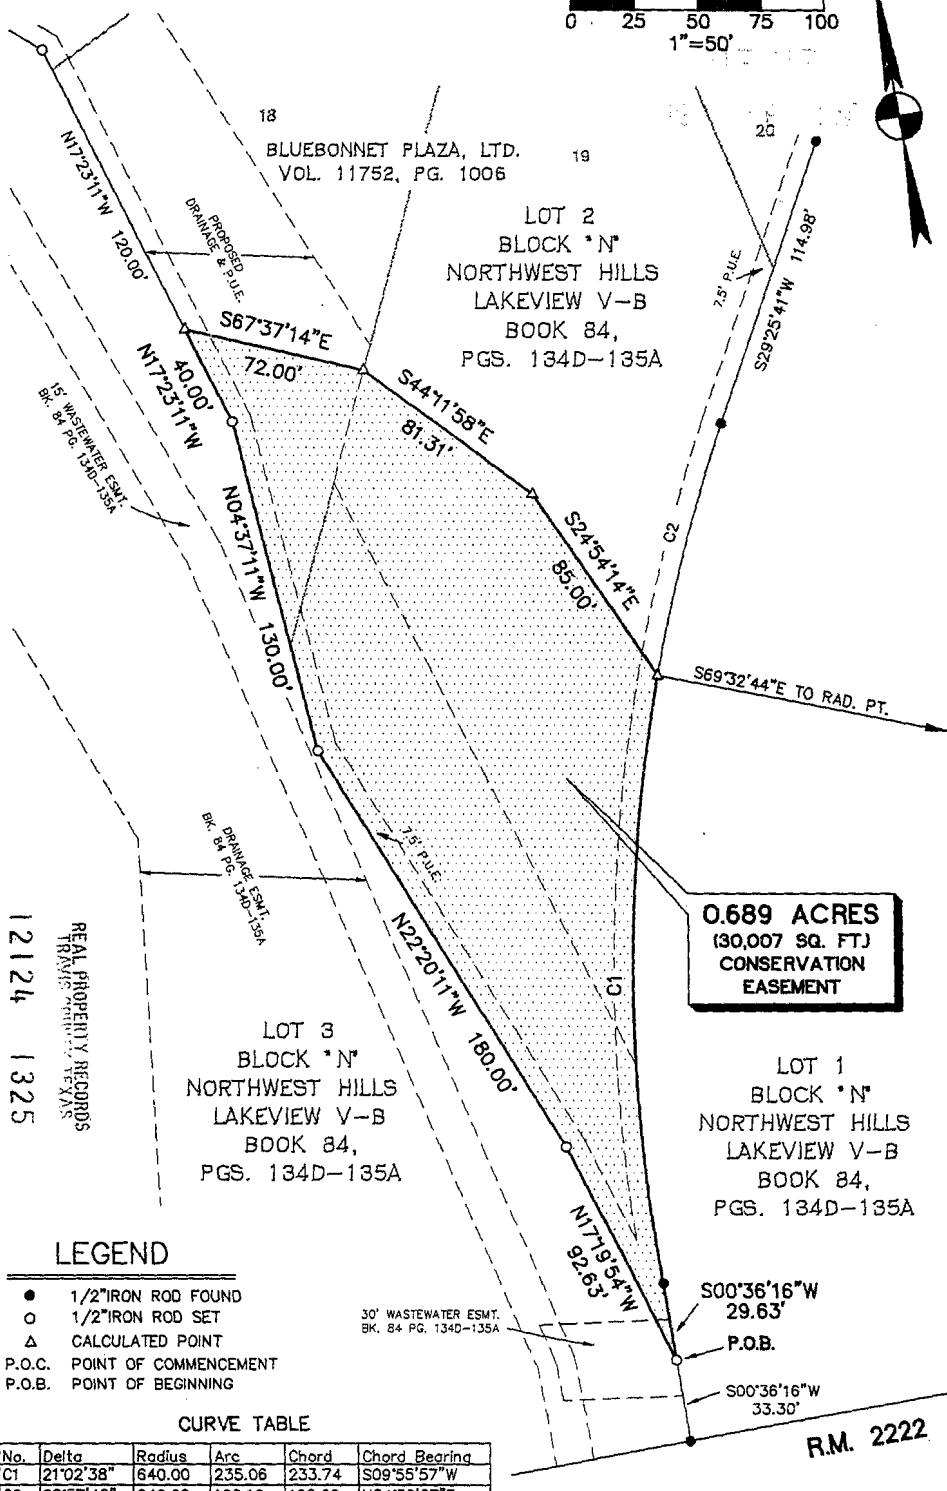 0 25 50 75 100
1"=50'
18
BLUEBONNET PLAZA, LTD.
VOL. 11752, PG. 1006
19
20
LOT 2
BLOCK "N"
NORTHWEST HILLS
LAKEVIEW V-B
BOOK 84,
PGS. 134D-135A
N17°23'11"W 120.00'
PROPOSED
DRAINAGE & P.U.E.
7.5' P.U.E.
S29°25'41"W 114.98'
S67°37'14"E
72.00'
N17°23'11"W
40.00'
S44°11'58"E
81.31'
15' WASTEWATER ESMT.
BK. 84 PG. 134D-135A
N04°37'11"W 130.00'
S24°54'14"E
85.00'
C2
S69°32'44"E TO RAD. PT.
DRAINAGE ESMT.
BK. 84 PG. 134D-135A
7.5' P.U.E.
N22°20'11"W 180.00'
C1
0.689 ACRES
(30,007 SQ. FT.)
CONSERVATION
EASEMENT
REAL PROPERTY RECORDS
TRAVIS COUNTY TEXAS
12124 1325
LOT 3
BLOCK "N"
NORTHWEST HILLS
LAKEVIEW V-B
BOOK 84,
PGS. 134D-135A
LOT 1
BLOCK "N"
NORTHWEST HILLS
LAKEVIEW V-B
BOOK 84,
PGS. 134D-135A
N17°19'54"W
92.63'
S00°36'16"W
29.63'
P.O.B.
30' WASTEWATER ESMT.
BK. 84 PG. 134D-135A
S00°36'16"W
33.30'
R.M. 2222
LEGEND
● 1/2"IRON ROD FOUND
○ 1/2"IRON ROD SET
△ CALCULATED POINT
P.O.C. POINT OF COMMENCEMENT
P.O.B. POINT OF BEGINNING
CURVE TABLE
No. Delta Radius Arc Chord Chord Bearing
C1 21°02'38" 640.00 235.06 233.74 S09°55'57"W